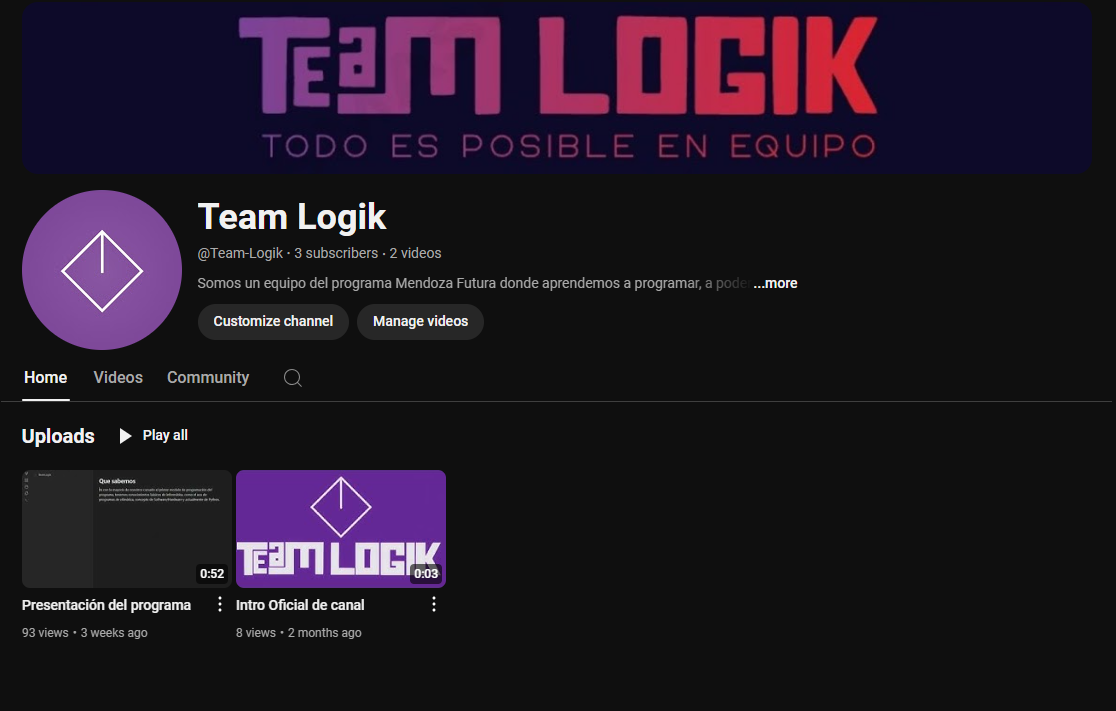 TEAM LOGIK
TODO ES POSIBLE EN EQUIPO
Team Logik
@Team-Logik · 3 subscribers · 2 videos
Somos un equipo del programa Mendoza Futura donde aprendemos a programar, a pode ...more
Customize channel Manage videos
Home Videos Community
Uploads Play all
Que sabemos
0:52
TEAM LOGIK
0:03
Presentación del programa
93 views • 3 weeks ago
Intro Oficial de canal
8 views • 2 months ago